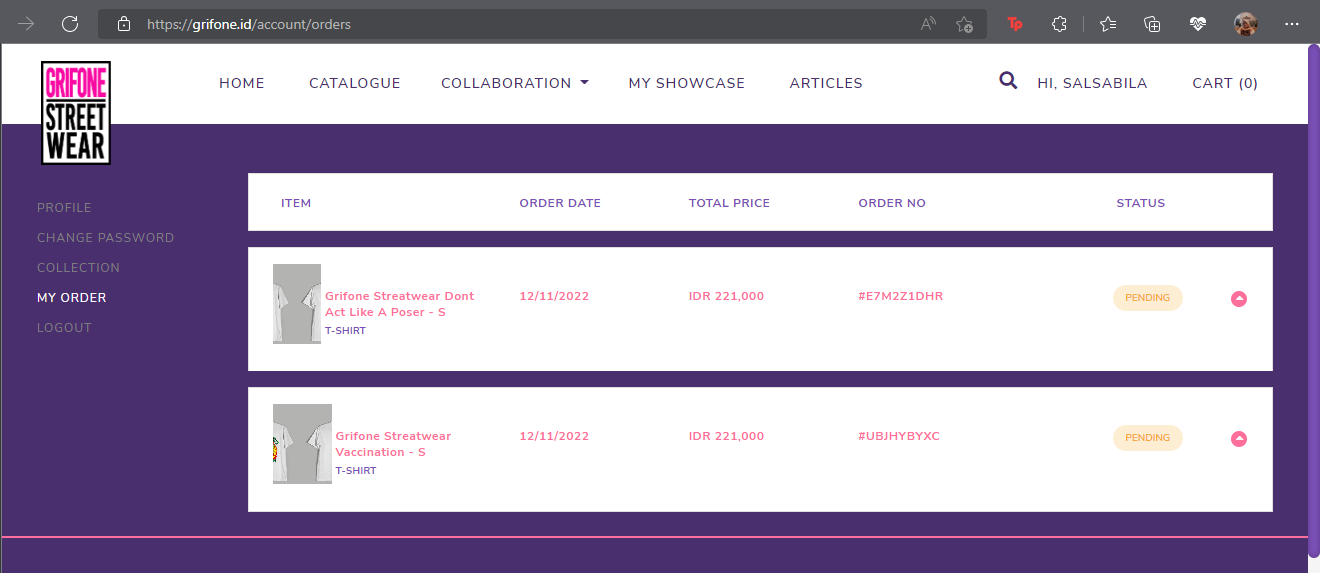 https://grifone.id/account/orders
GRIFONE
STREET
WEAR
HOME
CATALOGUE
COLLABORATION
MY SHOWCASE
ARTICLES
HI, SALSABILA
CART (0)
PROFILE
CHANGE PASSWORD
COLLECTION
MY ORDER
LOGOUT
ITEM
ORDER DATE
TOTAL PRICE
ORDER NO
STATUS
Grifone Streatwear Dont
Act Like A Poser - S
T-SHIRT
12/11/2022
IDR 221,000
#E7M2Z1DHR
PENDING
Grifone Streatwear
Vaccination - S
T-SHIRT
12/11/2022
IDR 221,000
#UBJHYBYXC
PENDING